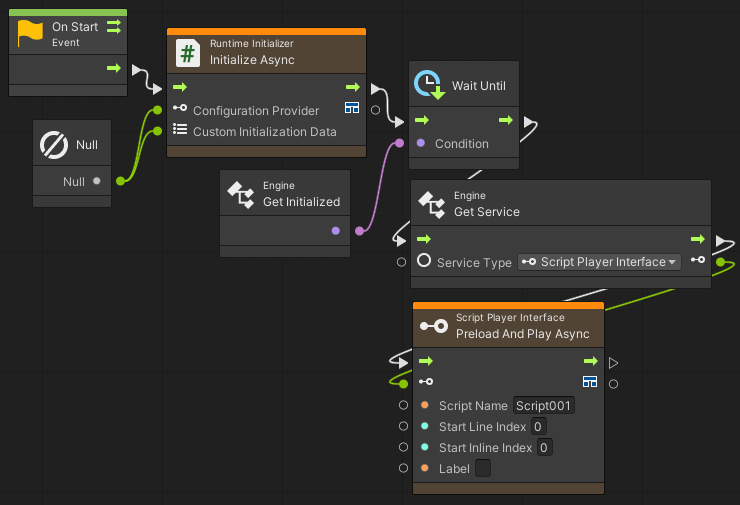 On Start
Event
Runtime Initializer
Initialize Async
Configuration Provider
Custom Initialization Data
Null
Null
Wait Until
Condition
Engine
Get Initialized
Engine
Get Service
Service Type Script Player Interface
Script Player Interface
Preload And Play Async
Script Name Script001
Start Line Index 0
Start Inline Index 0
Label